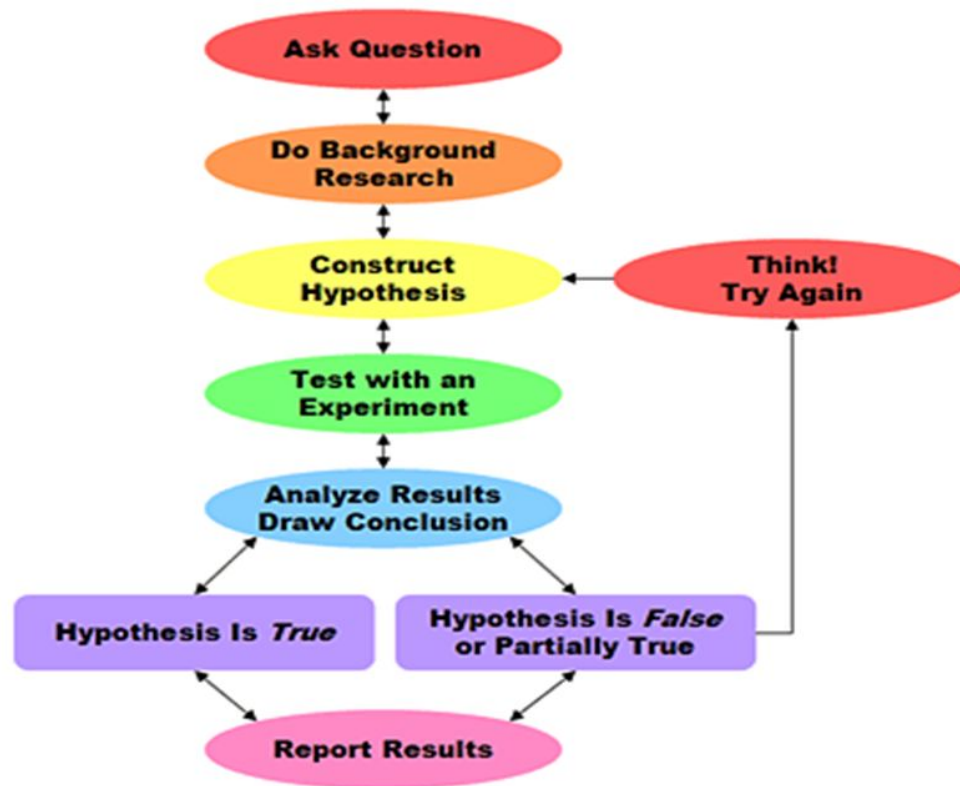 Ask Question
Do Background
Research
Construct
Hypothesis
Think!
Try Again
Test with an
Experiment
Analyze Results
Draw Conclusion
Hypothesis Is True
Hypothesis Is False
or Partially True
Report Results